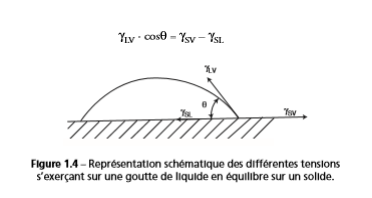 γLV · cosθ = γSV − γSL
γLV
θ
γSL
γSV
Figure 1.4 – Représentation schématique des différentes tensions
s'exerçant sur une goutte de liquide en équilibre sur un solide.